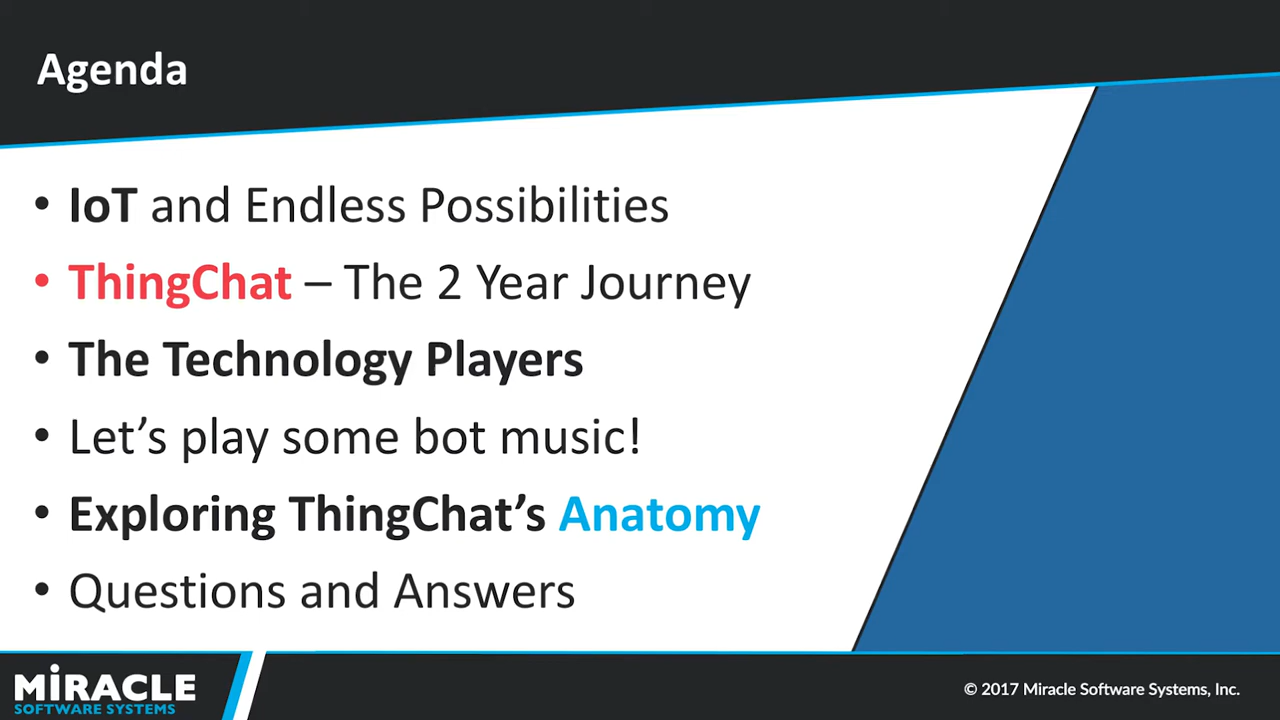 Agenda
• IoT and Endless Possibilities
• ThingChat – The 2 Year Journey
• The Technology Players
• Let’s play some bot music!
• Exploring ThingChat’s Anatomy
• Questions and Answers
MiRACLE
SOFTWARE SYSTEMS
© 2017 Miracle Software Systems, Inc.